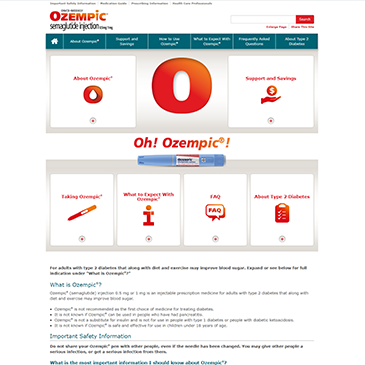 Important Safety Information Medication Guide Prescribing Information Health Care Professionals
OZEMPIC®
semaglutide injection 0.5mg 1mg
Search
Enlarge Page Share This Site
About Ozempic® Support and Savings How to Use Ozempic® What to Expect With Ozempic® Frequently Asked Questions About Type 2 Diabetes
About Ozempic®
O
Support and Savings
Oh! Ozempic®!
OZEMPIC®
Taking Ozempic®
What to Expect With Ozempic®
FAQ
FAQ
About Type 2 Diabetes
For adults with type 2 diabetes that along with diet and exercise may improve blood sugar. Expand or see below for full
indication under "What is Ozempic®?"
What is Ozempic®?
Ozempic® (semaglutide) injection 0.5 mg or 1 mg is an injectable prescription medicine for adults with type 2 diabetes that along with
diet and exercise may improve blood sugar.
• Ozempic® is not recommended as the first choice of medicine for treating diabetes.
• It is not known if Ozempic® can be used in people who have had pancreatitis.
• Ozempic® is not a substitute for insulin and is not for use in people with type 1 diabetes or people with diabetic ketoacidosis.
• It is not known if Ozempic® is safe and effective for use in children under 18 years of age.
Important Safety Information
Do not share your Ozempic® pen with other people, even if the needle has been changed. You may give other people a
serious infection, or get a serious infection from them.
What is the most important information I should know about Ozempic®?